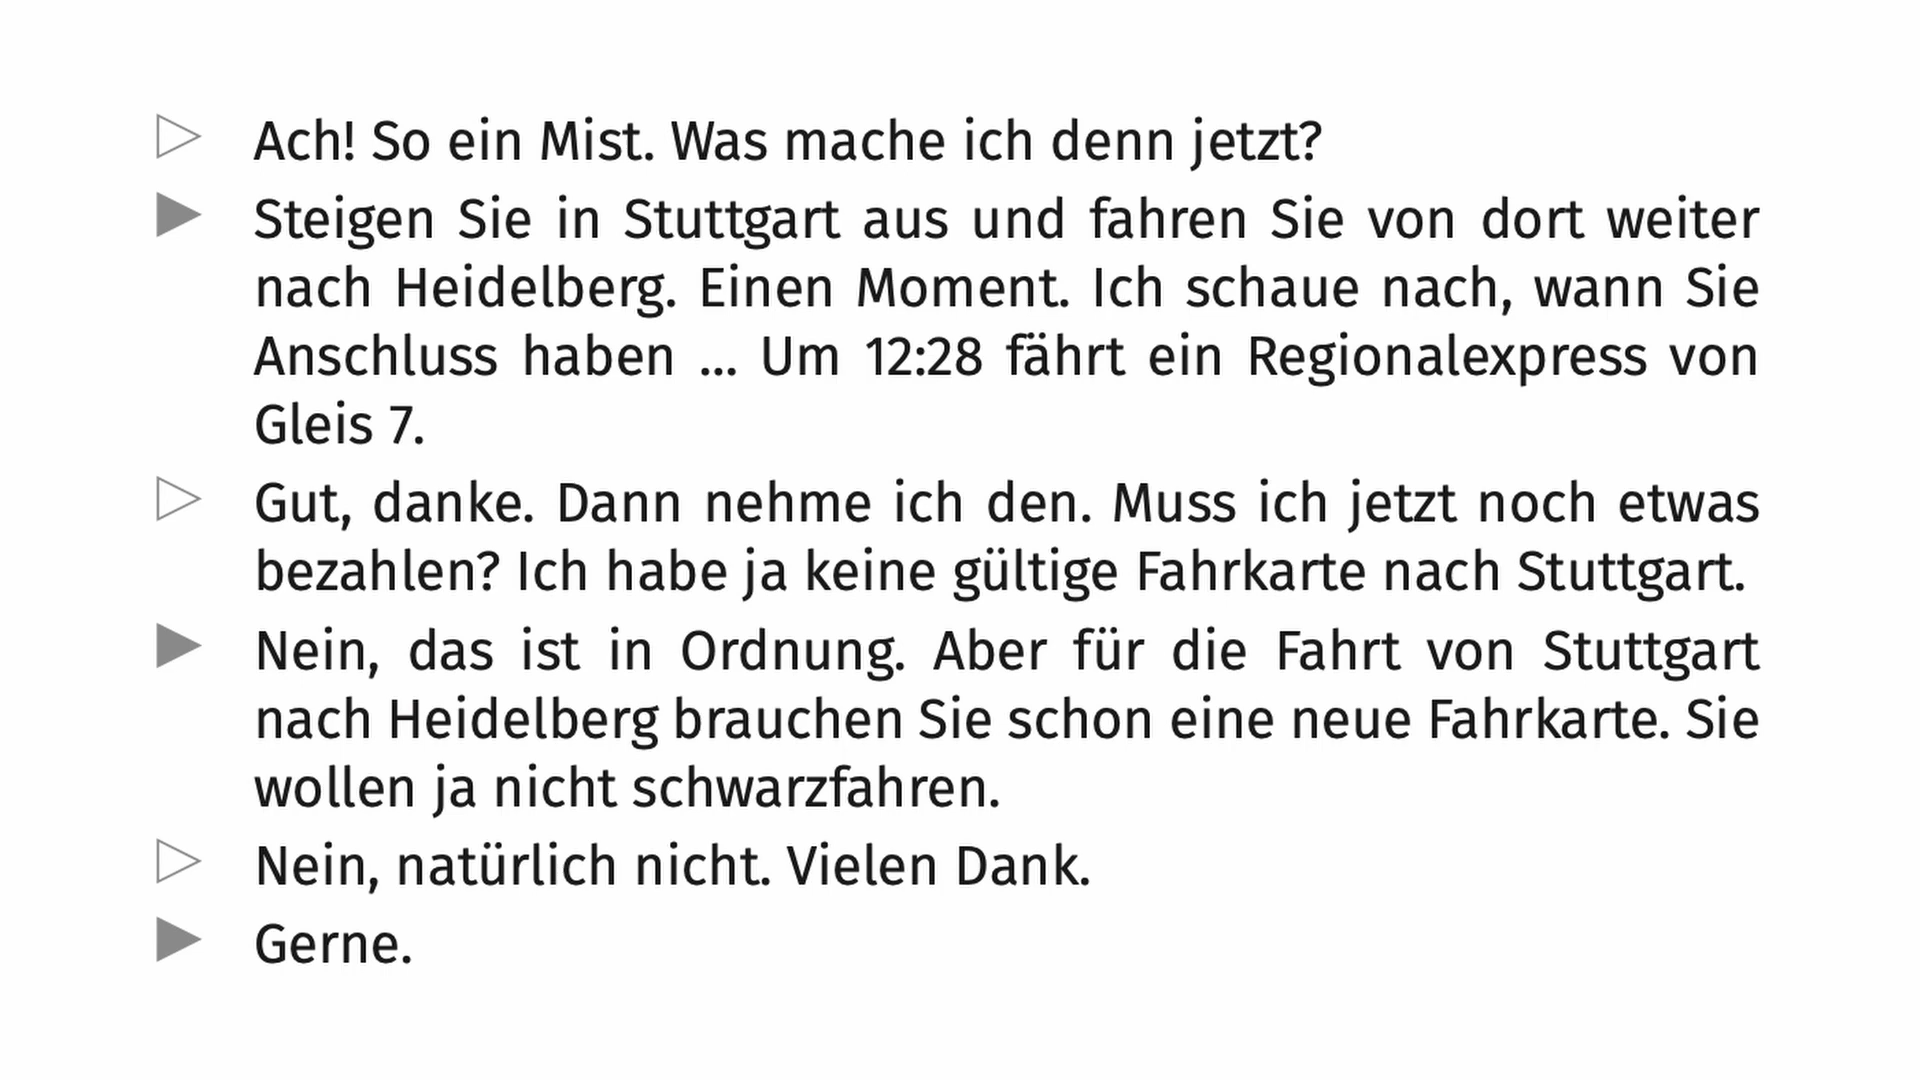 Ach! So ein Mist. Was mache ich denn jetzt?
Steigen Sie in Stuttgart aus und fahren Sie von dort weiter
nach Heidelberg. Einen Moment. Ich schaue nach, wann Sie
Anschluss haben ... Um 12:28 fährt ein Regionalexpress von
Gleis 7.
Gut, danke. Dann nehme ich den. Muss ich jetzt noch etwas
bezahlen? Ich habe ja keine gültige Fahrkarte nach Stuttgart.
Nein, das ist in Ordnung. Aber für die Fahrt von Stuttgart
nach Heidelberg brauchen Sie schon eine neue Fahrkarte. Sie
wollen ja nicht schwarzfahren.
Nein, natürlich nicht. Vielen Dank.
Gerne.